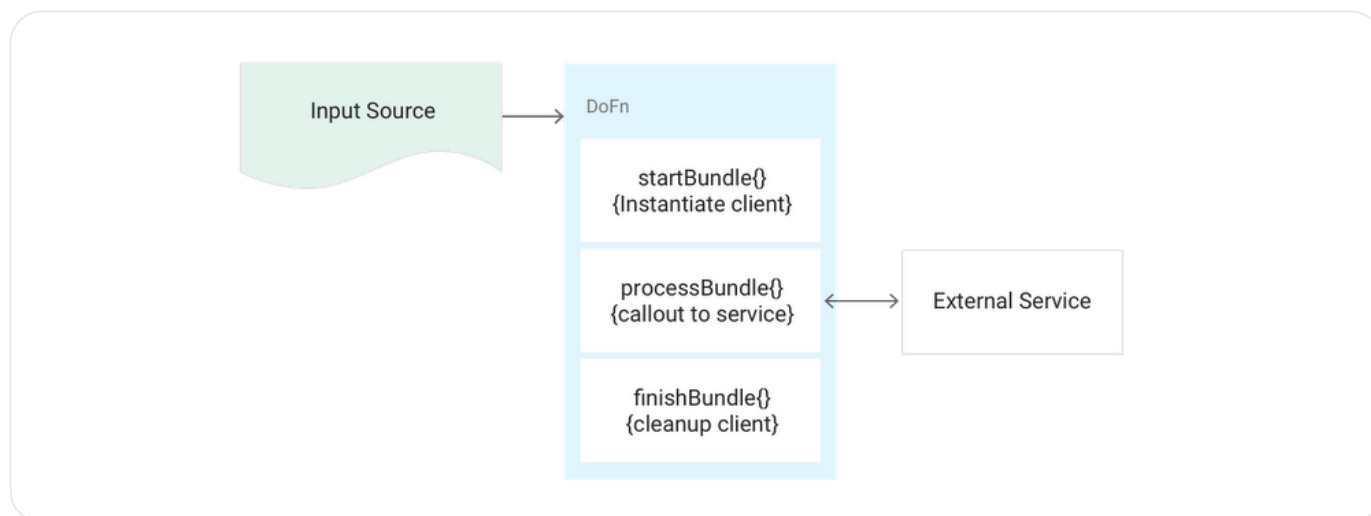 Input Source
DoFn
startBundle{}
{Instantiate client}
processBundle{}
{callout to service}
External Service
finishBundle{}
{cleanup client}